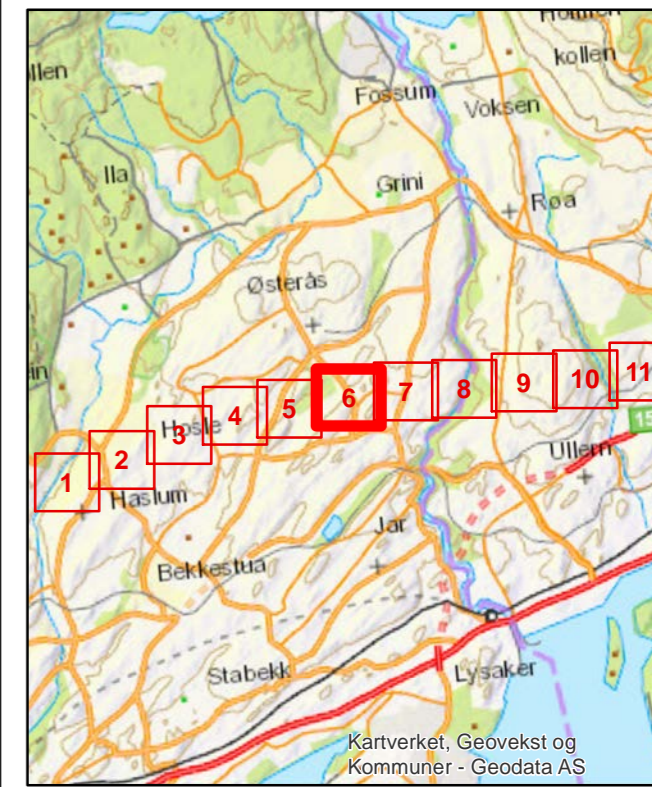 kollen
Fossum
Voksen
Ila
Grini
Røa
Østerås
11
10
9
8
7
6
5
4
3
Hosle
2
1
15
Ullern
Haslum
Jar
Bekkestua
Stabekk
Lysaker
Kartverket, Geovekst og
Kommuner - Geodata AS